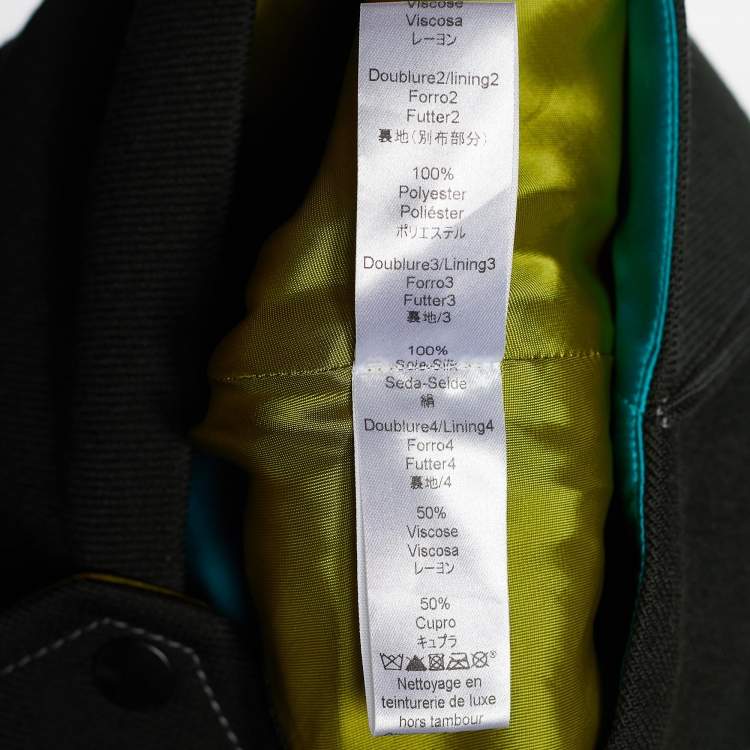 Viscose
Viscosa
レーヨン
Doublure2/lining2
Forro2
Futter2
裏地(別布部分)
100%
Polyester
Poliéster
ポリエステル
Doublure3/Lining3
Forro3
Futter3
裏地/3
100%
Soie-Silk
Seda-Seide
絹
Doublure4/Lining4
Forro4
Futter4
裏地/4
50%
Viscose
Viscosa
レーヨン
50%
Cupro
キュプラ
Nettoyage en
teinturerie de luxe
hors tambour